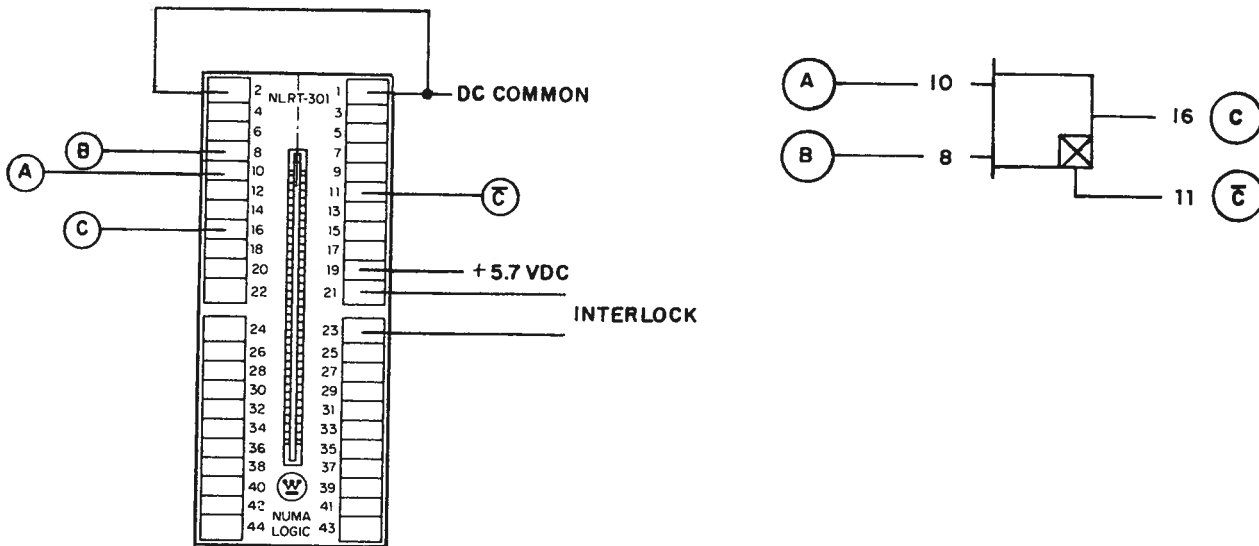 2 NLRT-301 1 DC COMMON
4 3
6 5
B 8 7
A 10 9
12 11 C̅
14 13
C 16 15
18 17
20 19 +5.7 VDC
22 21
INTERLOCK
24 23
26 25
28 27
30 29
32 31
34 33
36 35
38 37
40 W 39
42 NUMA 41
44 LOGIC 43
A 10
16 C
B 8
11 C̅